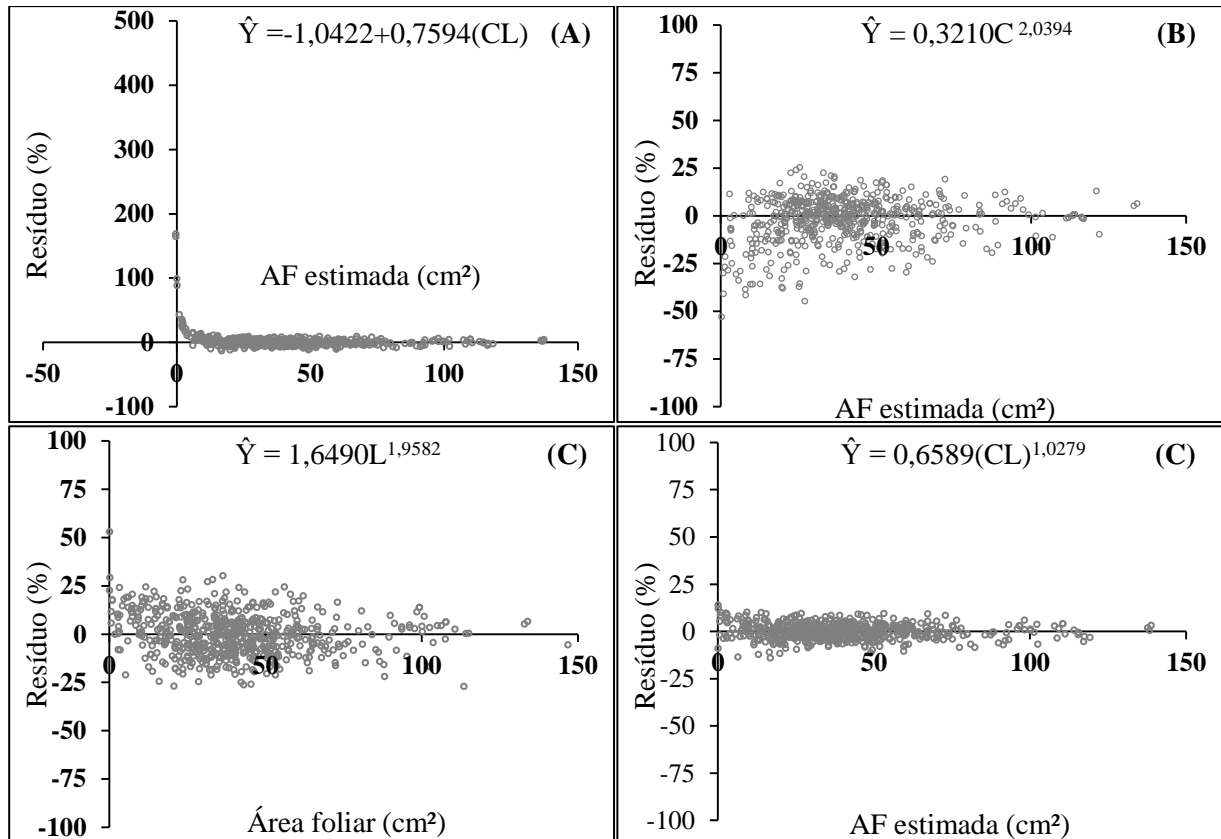 Ŷ =-1,0422+0,7594(CL) (A)
500
400
300
200
100
0
-100
-50 0 50 100 150
Resíduo (%)
AF estimada (cm²)
Ŷ = 0,3210C^2,0394 (B)
100
75
50
25
0
-25
-50
-75
-100
0 50 100 150
Resíduo (%)
AF estimada (cm²)
Ŷ = 1,6490L^1,9582 (C)
100
75
50
25
0
-25
-50
-75
-100
0 50 100 150
Resíduo (%)
Área foliar (cm²)
Ŷ = 0,6589(CL)^1,0279 (C)
100
75
50
25
0
-25
-50
-75
-100
0 50 100 150
Resíduo (%)
AF estimada (cm²)